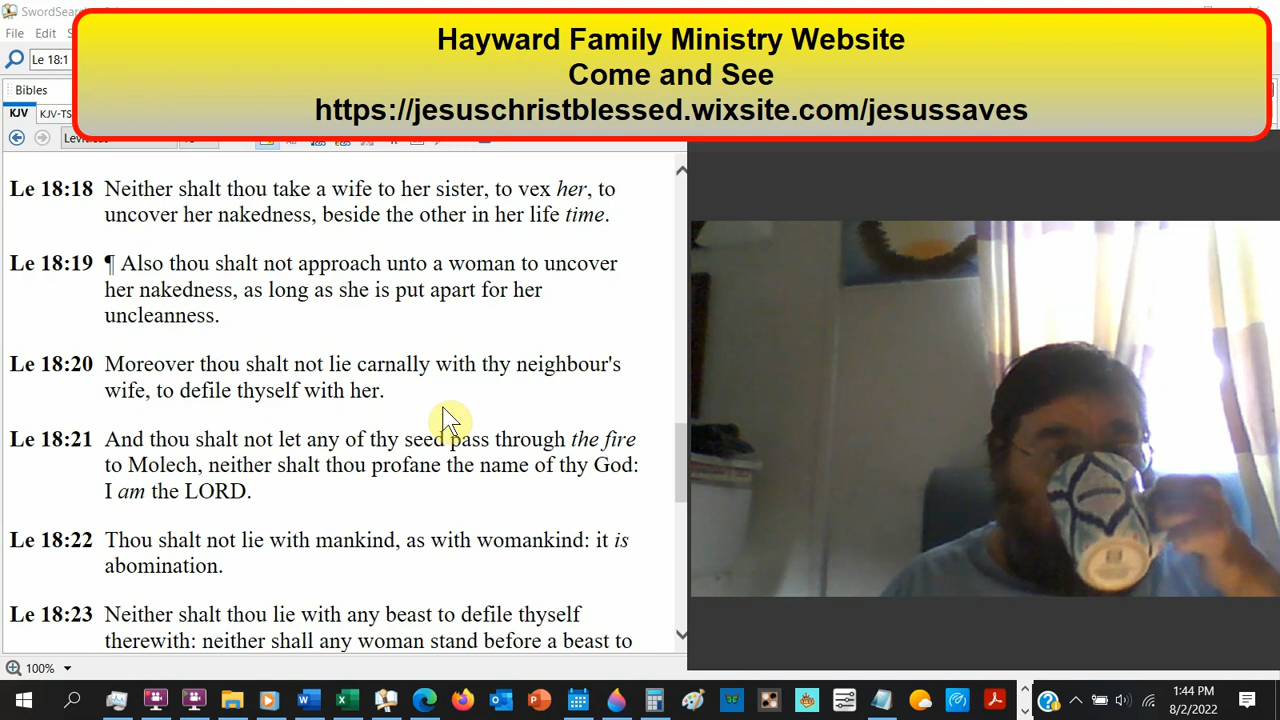 SwordSear
Hayward Family Ministry Website
Come and See
https://jesuschristblessed.wixsite.com/jesussaves
File Edit
Le 18:1
Bibles
KJV KJV-TS
Le 18:18 Neither shalt thou take a wife to her sister, to vex her, to
uncover her nakedness, beside the other in her life time.
Le 18:19 ¶ Also thou shalt not approach unto a woman to uncover
her nakedness, as long as she is put apart for her
uncleanness.
Le 18:20 Moreover thou shalt not lie carnally with thy neighbour's
wife, to defile thyself with her.
Le 18:21 And thou shalt not let any of thy seed pass through the fire
to Molech, neither shalt thou profane the name of thy God:
I am the LORD.
Le 18:22 Thou shalt not lie with mankind, as with womankind: it is
abomination.
Le 18:23 Neither shalt thou lie with any beast to defile thyself
therewith: neither shall any woman stand before a beast to
100%
1:44 PM
8/2/2022